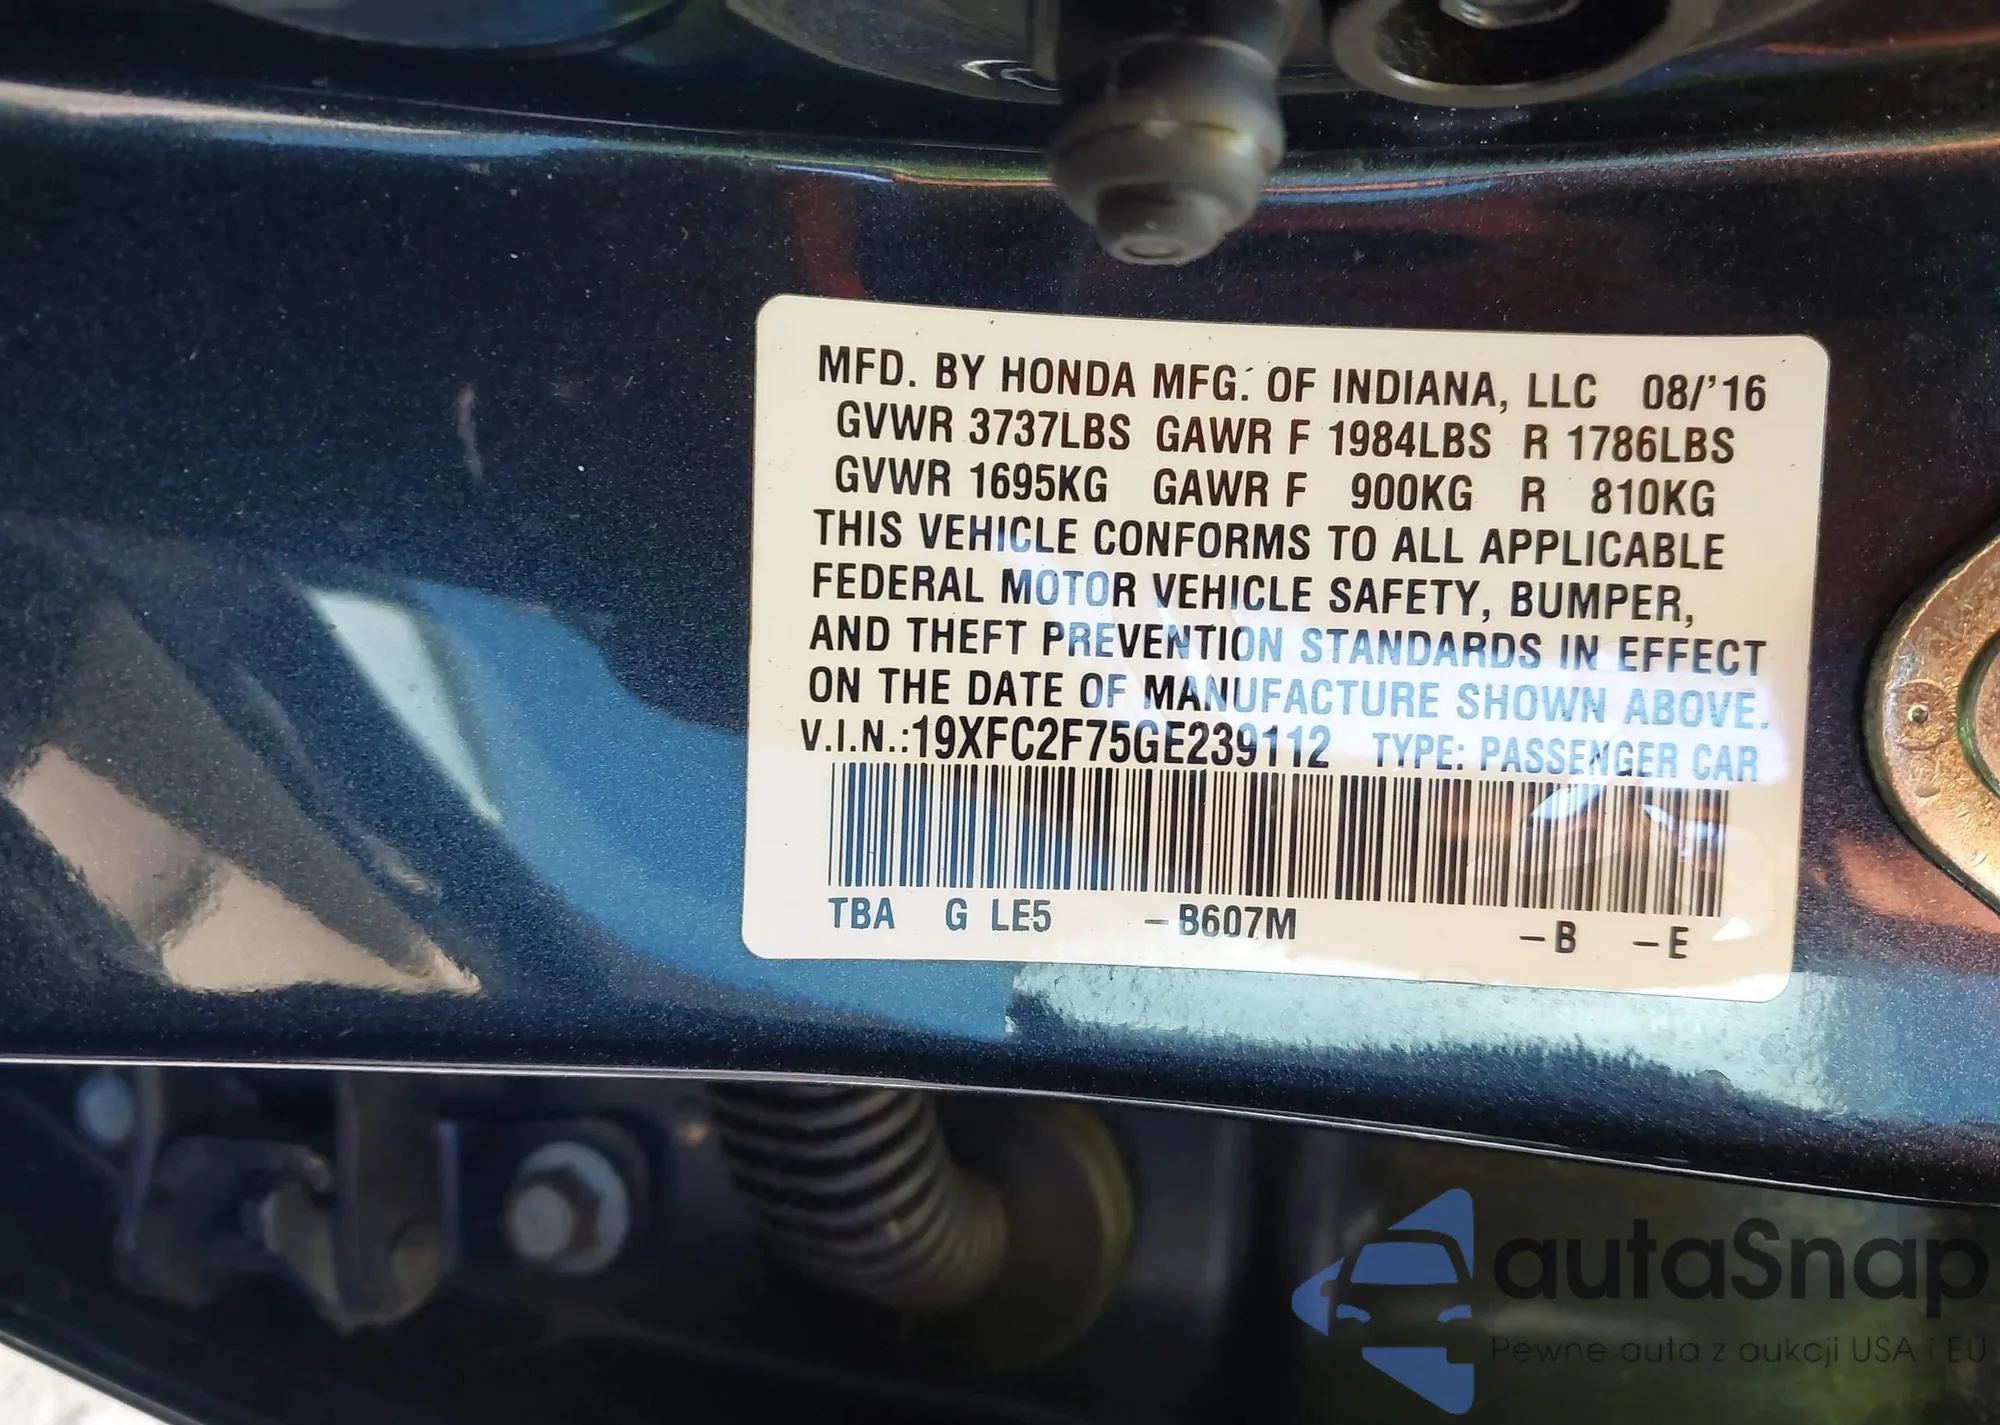 MFD. BY HONDA MFG. OF INDIANA, LLC 08/'16
GVWR 3737LBS GAWR F 1984LBS R 1786LBS
GVWR 1695KG GAWR F 900KG R 810KG
THIS VEHICLE CONFORMS TO ALL APPLICABLE
FEDERAL MOTOR VEHICLE SAFETY, BUMPER,
AND THEFT PREVENTION STANDARDS IN EFFECT
ON THE DATE OF MANUFACTURE SHOWN ABOVE.
V.I.N.:19XFC2F75GE239112 TYPE: PASSENGER CAR
TBA G LE5 -B607M -B -E
autaSnap
Pewne auta z aukcji USA i EU